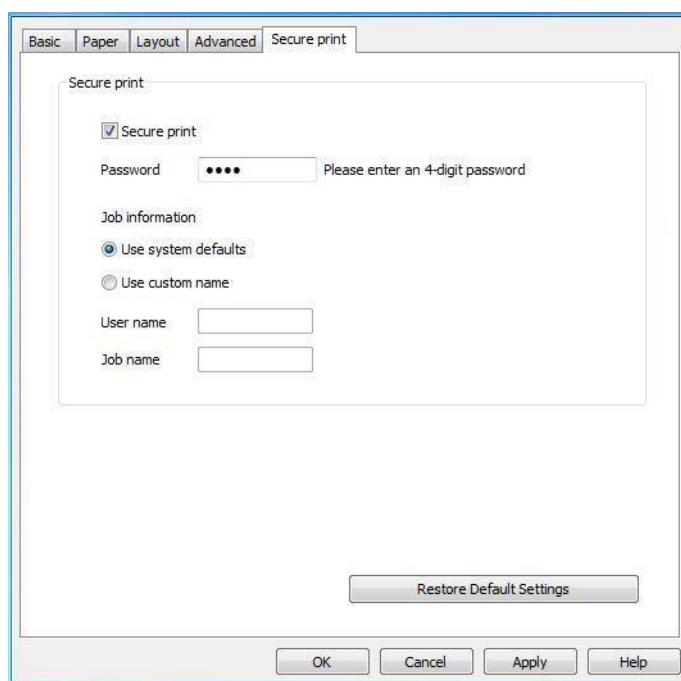 Basic Paper Layout Advanced Secure print
Secure print
Secure print
Password •••• Please enter an 4-digit password
Job information
Use system defaults
Use custom name
User name
Job name
Restore Default Settings
OK Cancel Apply Help